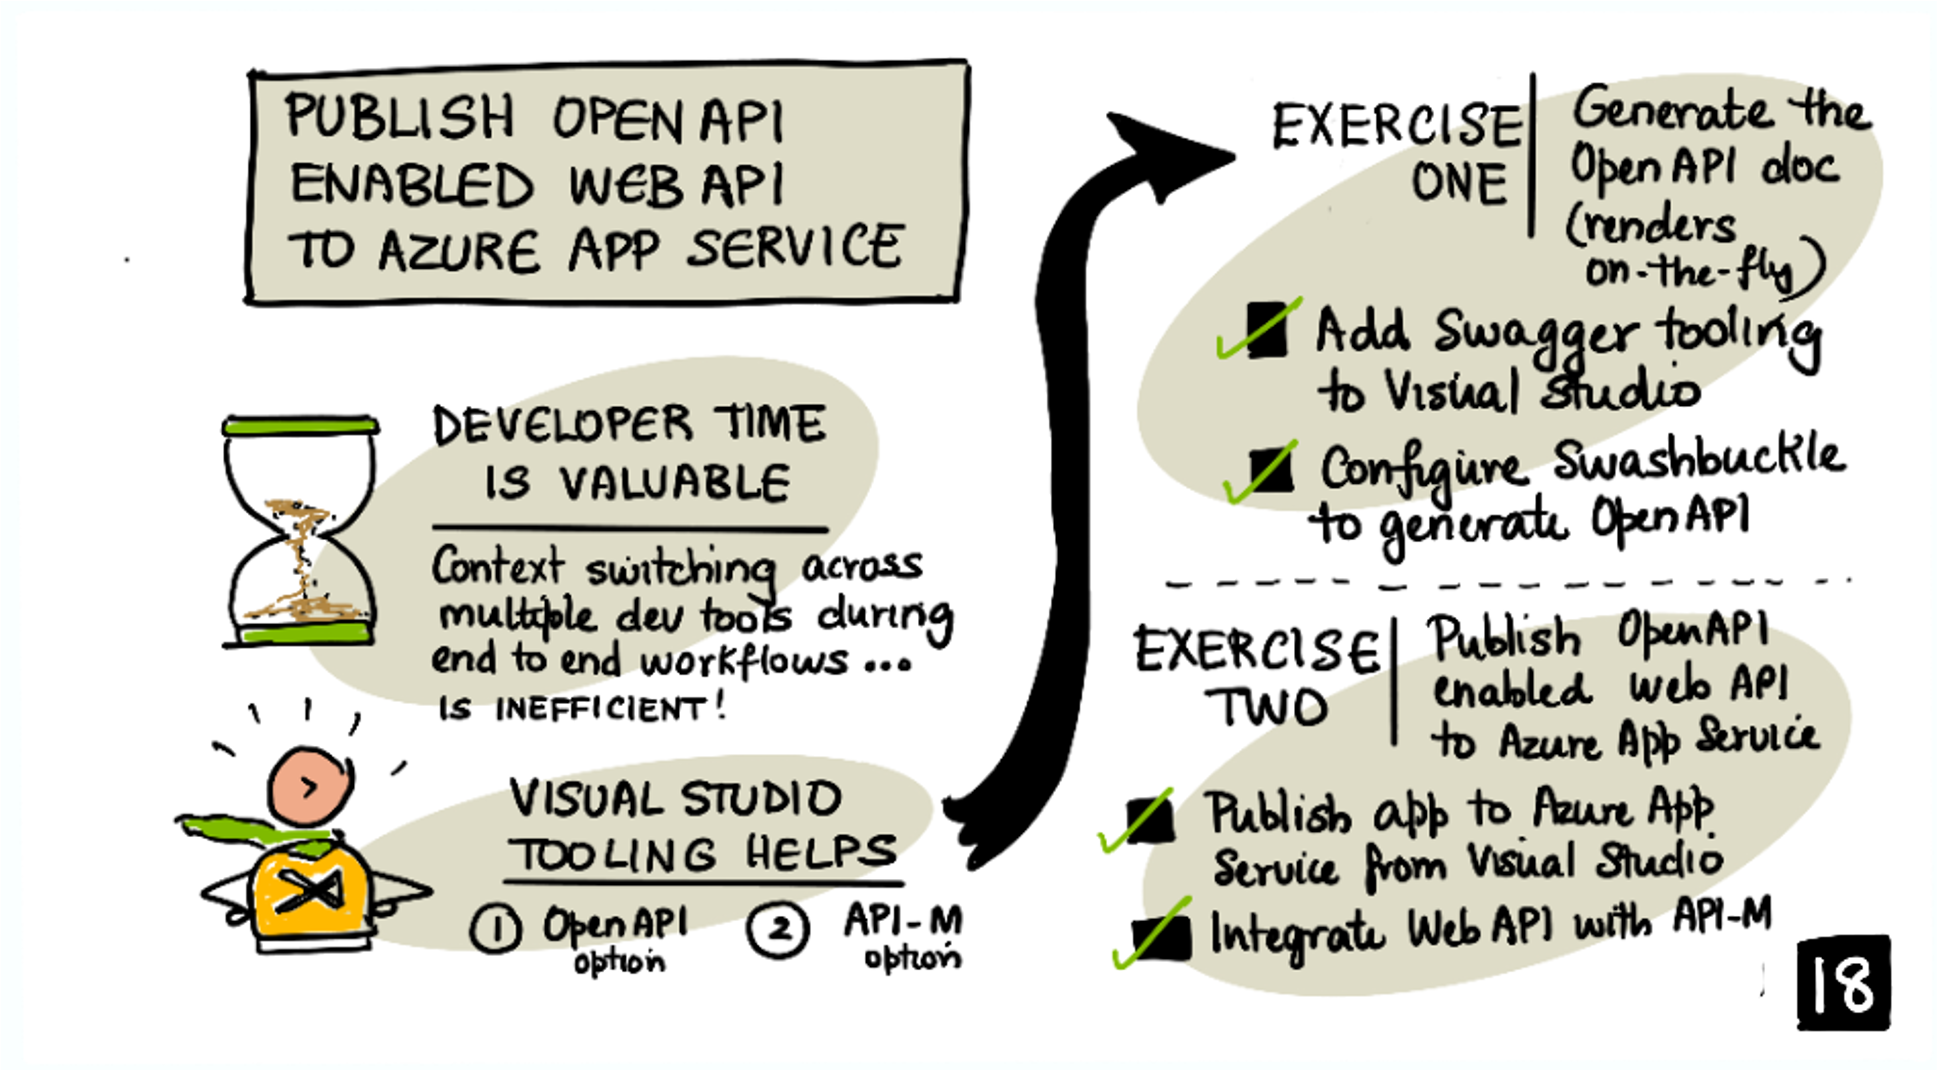 PUBLISH OPEN API
ENABLED WEB API
TO AZURE APP SERVICE
DEVELOPER TIME
IS VALUABLE
Context switching across
multiple dev tools during
end to end workflows ...
IS INEFFICIENT!
VISUAL STUDIO
TOOLING HELPS
1 Open API
option
2 API-M
option
EXERCISE
ONE
Generate the
Open API doc
(renders
on-the-fly)
Add Swagger tooling
to Visual Studio
Configure Swashbuckle
to generate Open API
EXERCISE
TWO
Publish OpenAPI
enabled web API
to Azure App Service
Publish app to Azure App
Service from Visual Studio
Integrate Web API with API-M
18